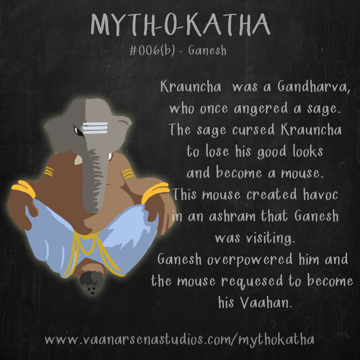 MYTH-O-KATHA
#006(b) - Ganesh
Krauncha was a Gandharva,
who once angered a sage.
The sage cursed Krauncha
to lose his good looks
and become a mouse.
This mouse created havoc
in an ashram that Ganesh
was visiting.
Ganesh overpowered him and
the mouse requesed to become
his Vaahan.
www.vaanarsenastudios.com/mythokatha